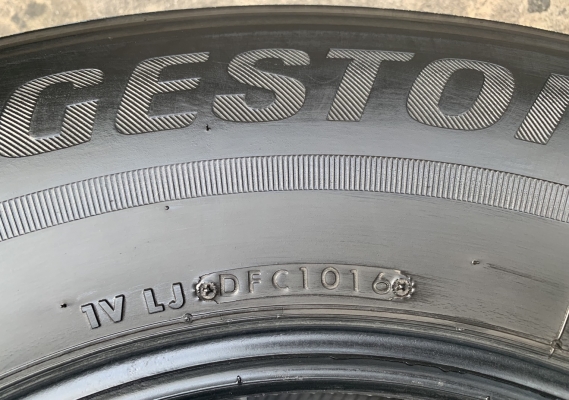 GESTO
1V LJ DFC1016